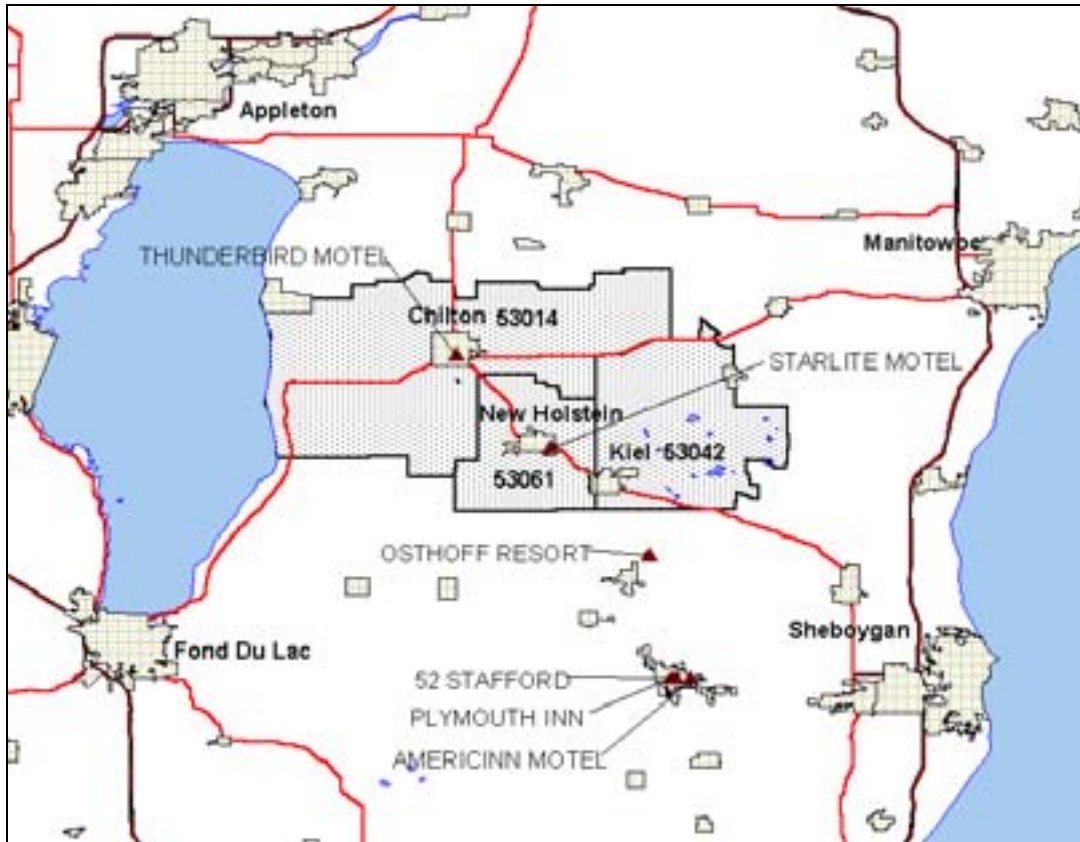 Appleton
Manitowoc
THUNDERBIRD MOTEL
Chilton 53014
STARLITE MOTEL
New Holstein
Kiel 53042
53061
OSTHOFF RESORT
Sheboygan
Fond Du Lac
52 STAFFORD
PLYMOUTH INN
AMERICINN MOTEL